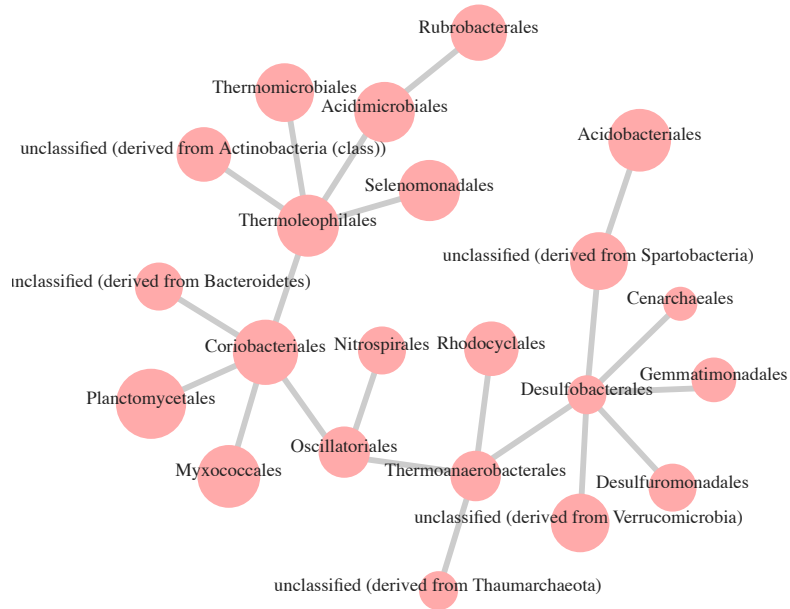 Rubrobacterales
Thermomicrobiales
Acidimicrobiales
Acidobacteriales
unclassified (derived from Actinobacteria (class))
Selenomonadales
Thermoleophilales
unclassified (derived from Spartobacteria)
nclassified (derived from Bacteroidetes)
Cenarchaeales
Coriobacteriales
Nitrospirales
Rhodocyclales
Gemmatimonadales
Desulfobacterales
Planctomycetales
Oscillatoriales
Myxococcales
Thermoanaerobacterales
Desulfuromonadales
unclassified (derived from Verrucomicrobia)
unclassified (derived from Thaumarchaeota)